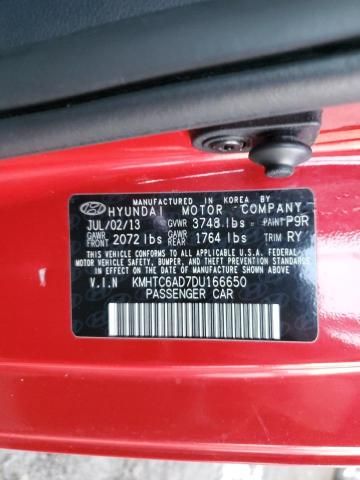 MANUFACTURED IN KOREA BY
HYUNDAI MOTOR COMPANY
JUL/02/13 GVWR 3748 lbs PAINT P9R
GAWR FRONT 2072 lbs GAWR REAR 1764 lbs TRIM RY
THIS VEHICLE CONFORMS TO ALL APPLICABLE
U.S. FEDERAL MOTOR VEHICLE SAFETY, BUMPER,
AND THEFT PREVENTION STANDARDS IN EFFECT ON
THE DATE OF MANUFACTURE SHOWN ABOVE.
V.I.N KMHTC6AD7DU166650
PASSENGER CAR